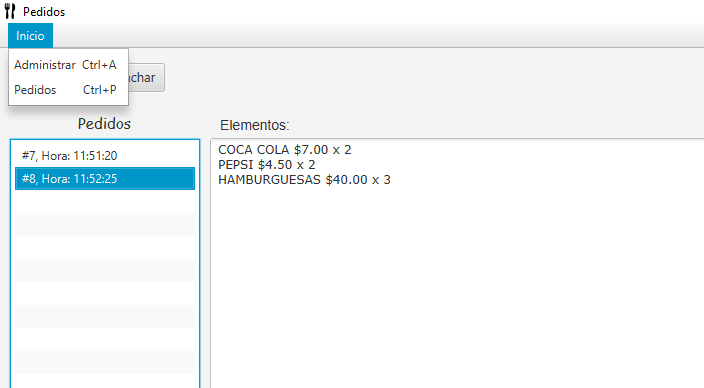 Pedidos
Inicio
Administrar Ctrl+A
Pedidos Ctrl+P
Pedidos
Elementos:
#7, Hora: 11:51:20
#8, Hora: 11:52:25
COCA COLA $7.00 x 2
PEPSI $4.50 x 2
HAMBURGUESAS $40.00 x 3